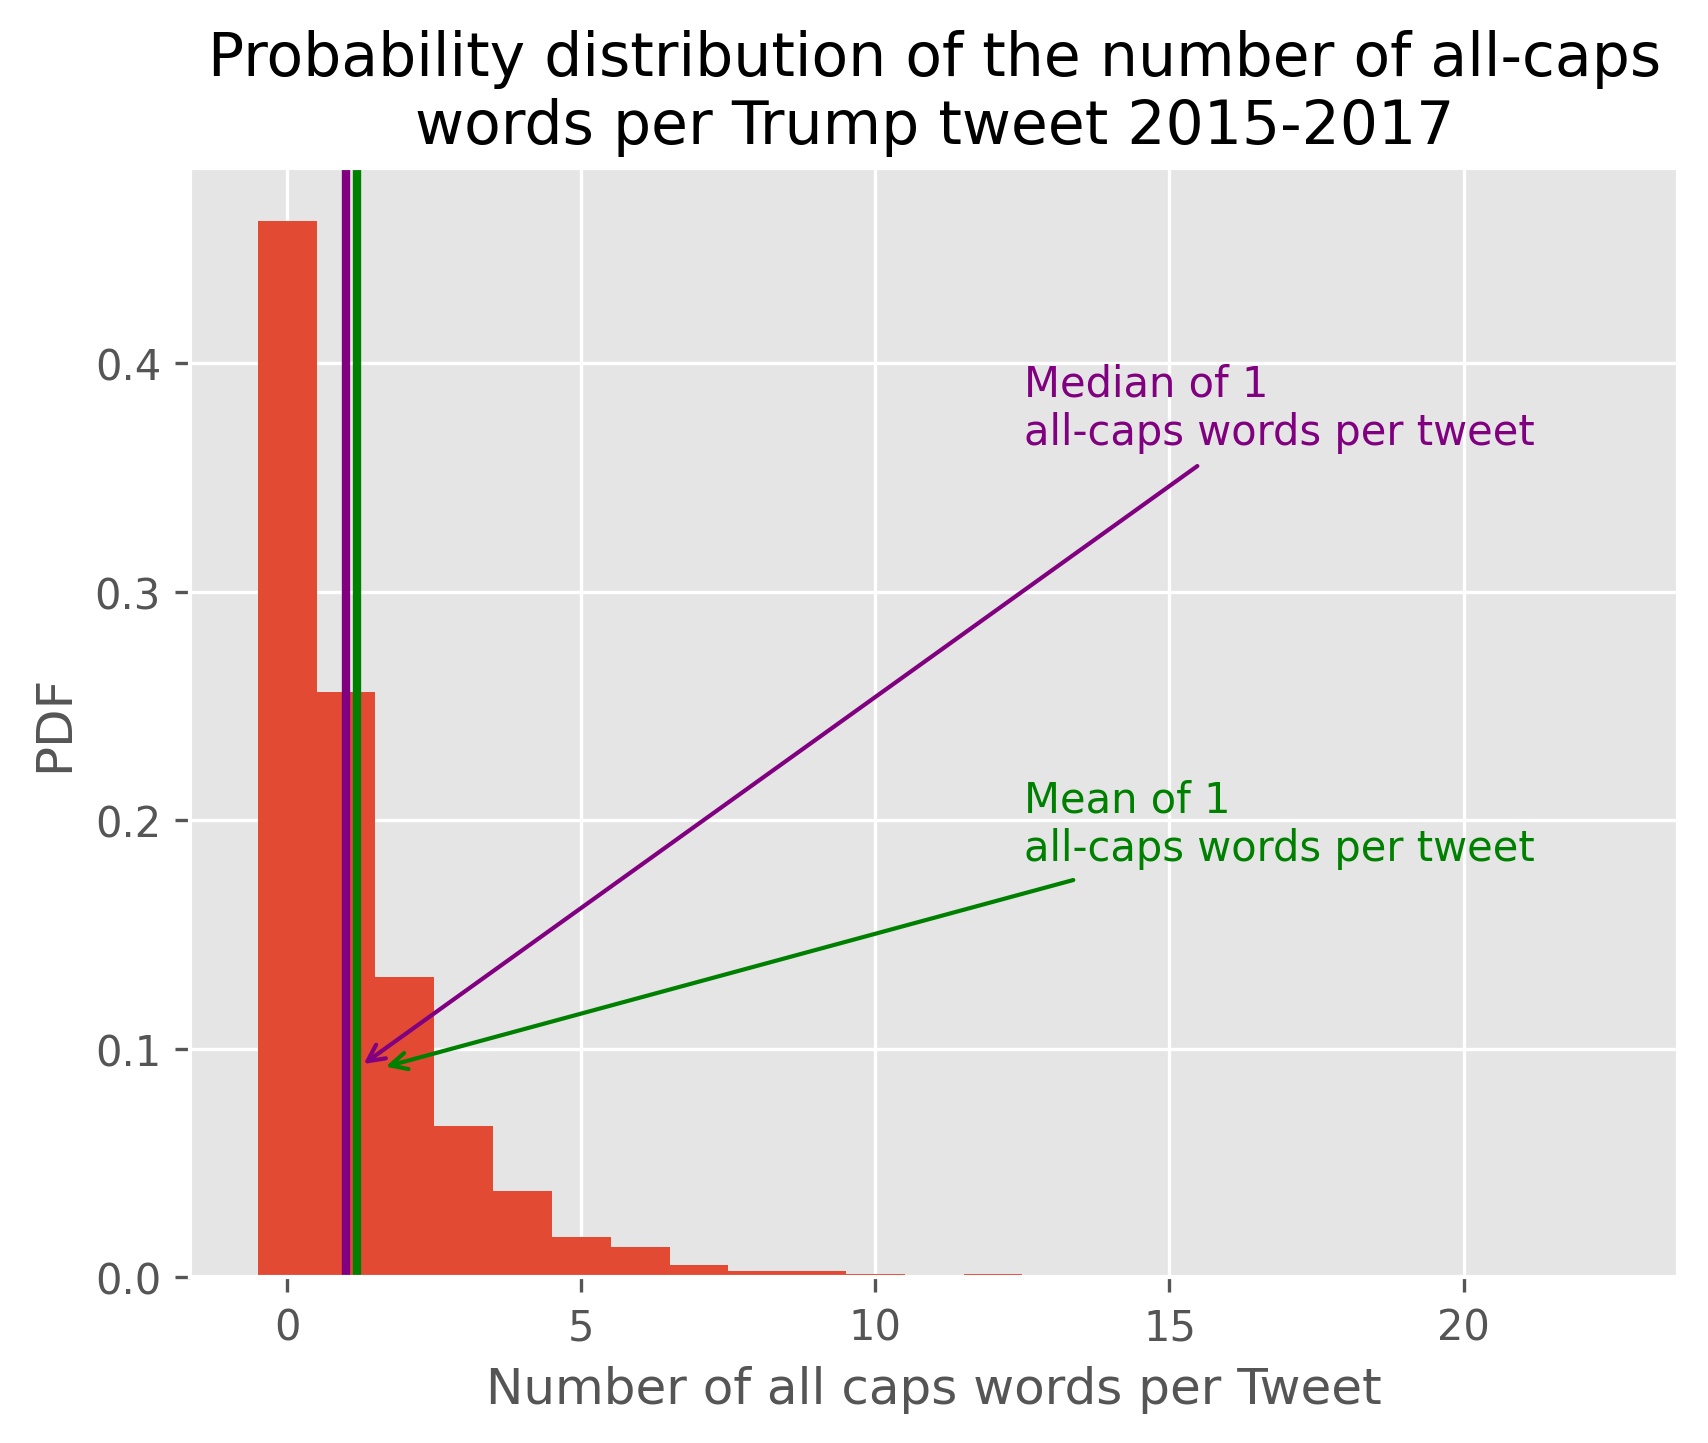 Probability distribution of the number of all-caps
words per Trump tweet 2015-2017
PDF
0.4
0.3
0.2
0.1
0.0
Median of 1
all-caps words per tweet
Mean of 1
all-caps words per tweet
0 5 10 15 20
Number of all caps words per Tweet